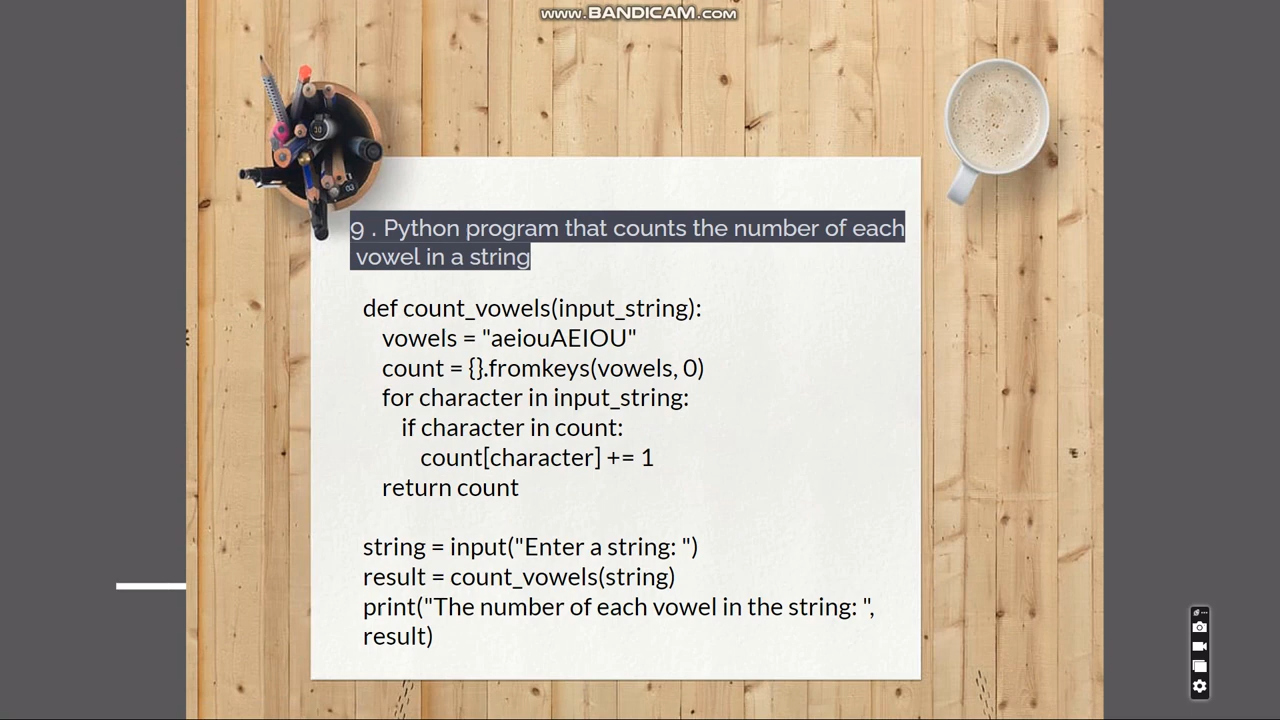 www.BANDICAM.com
9 . Python program that counts the number of each
vowel in a string
def count_vowels(input_string):
vowels = "aeiouAEIOU"
count = {}.fromkeys(vowels, 0)
for character in input_string:
if character in count:
count[character] += 1
return count
string = input("Enter a string: ")
result = count_vowels(string)
print("The number of each vowel in the string: ",
result)